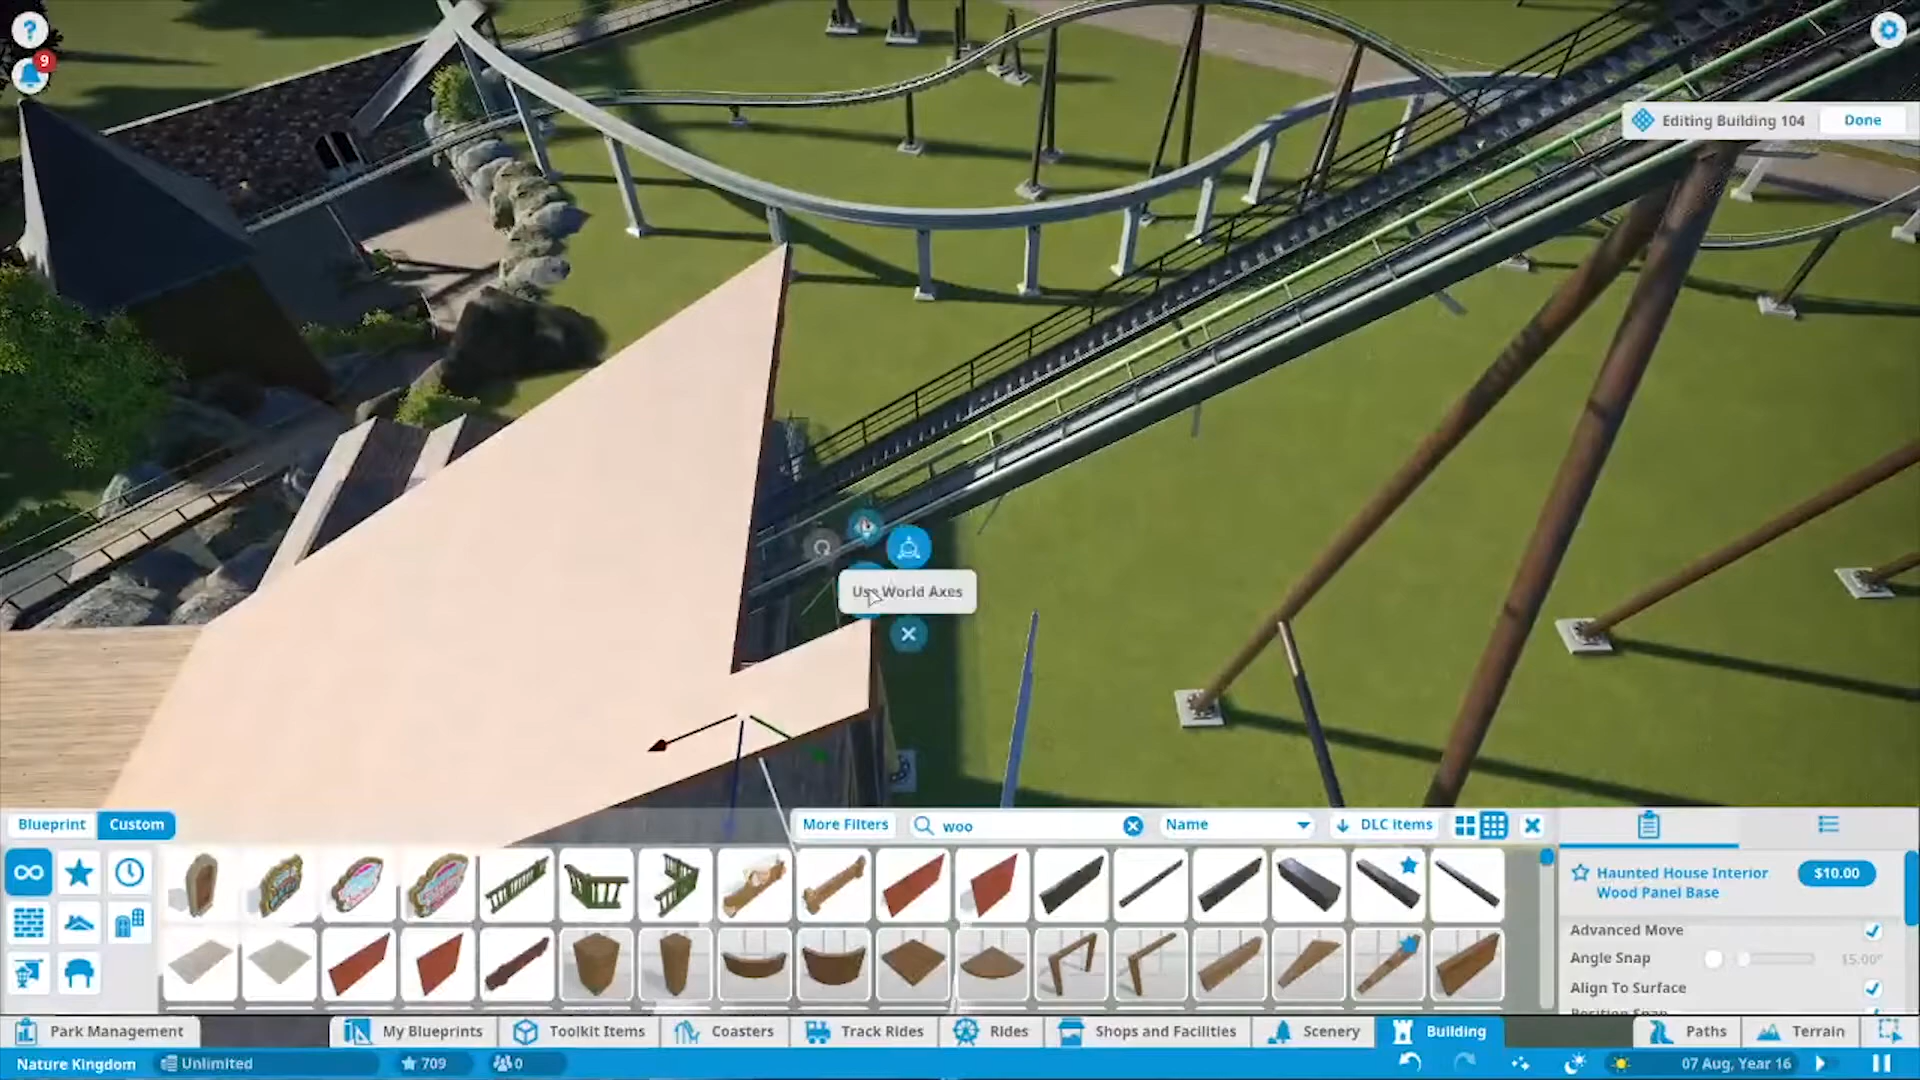 ?
9
Editing Building 104
Done
Use World Axes
Blueprint
Custom
More Filters
woo
Name
DLC items
Haunted House Interior
Wood Panel Base
$10.00
Advanced Move
Angle Snap
15.00°
Align To Surface
Park Management
My Blueprints
Toolkit Items
Coasters
Track Rides
Rides
Shops and Facilities
Scenery
Building
Paths
Terrain
Nature Kingdom
Unlimited
709
0
07 Aug, Year 16